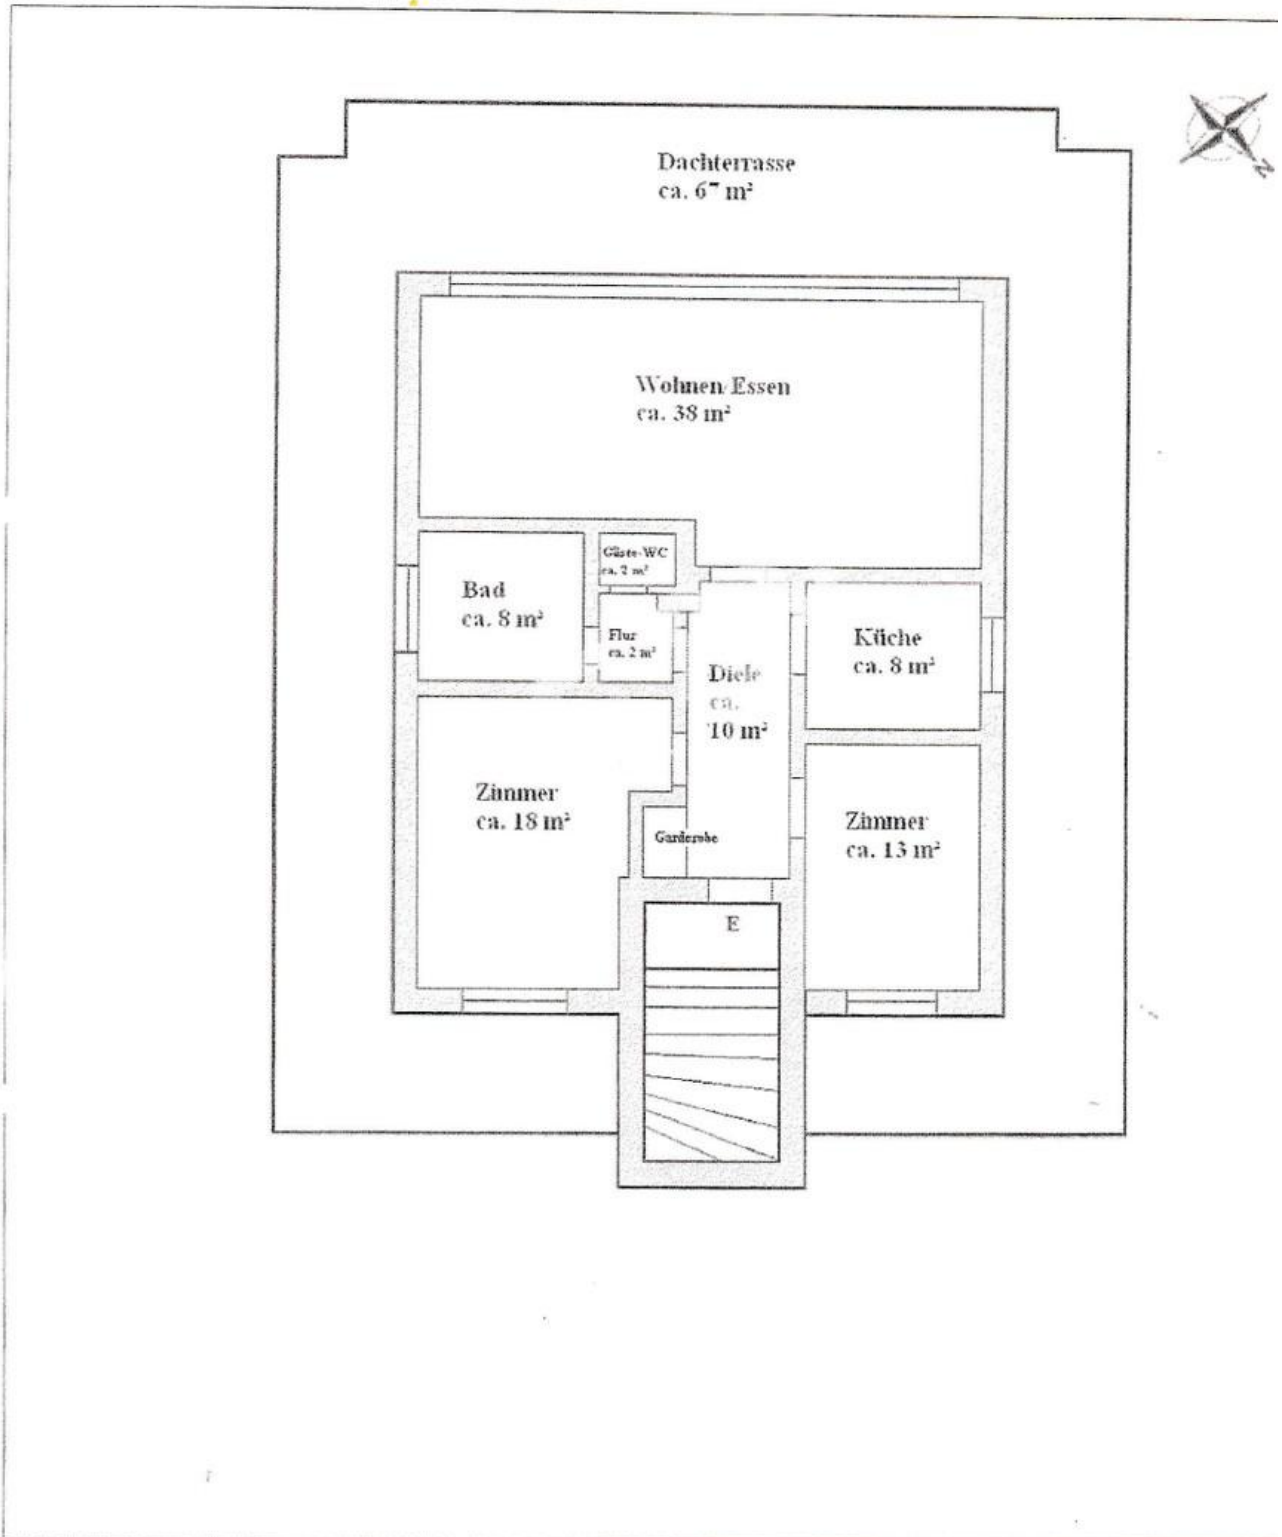 N
Dachterrasse
ca. 67 m²
Wohnen/Essen
ca. 38 m²
Gäste-WC
ca. 2 m²
Bad
ca. 8 m²
Flur
ca. 2 m²
Küche
ca. 8 m²
Diele
ca.
10 m²
Zimmer
ca. 18 m²
Garderobe
Zimmer
ca. 13 m²
E